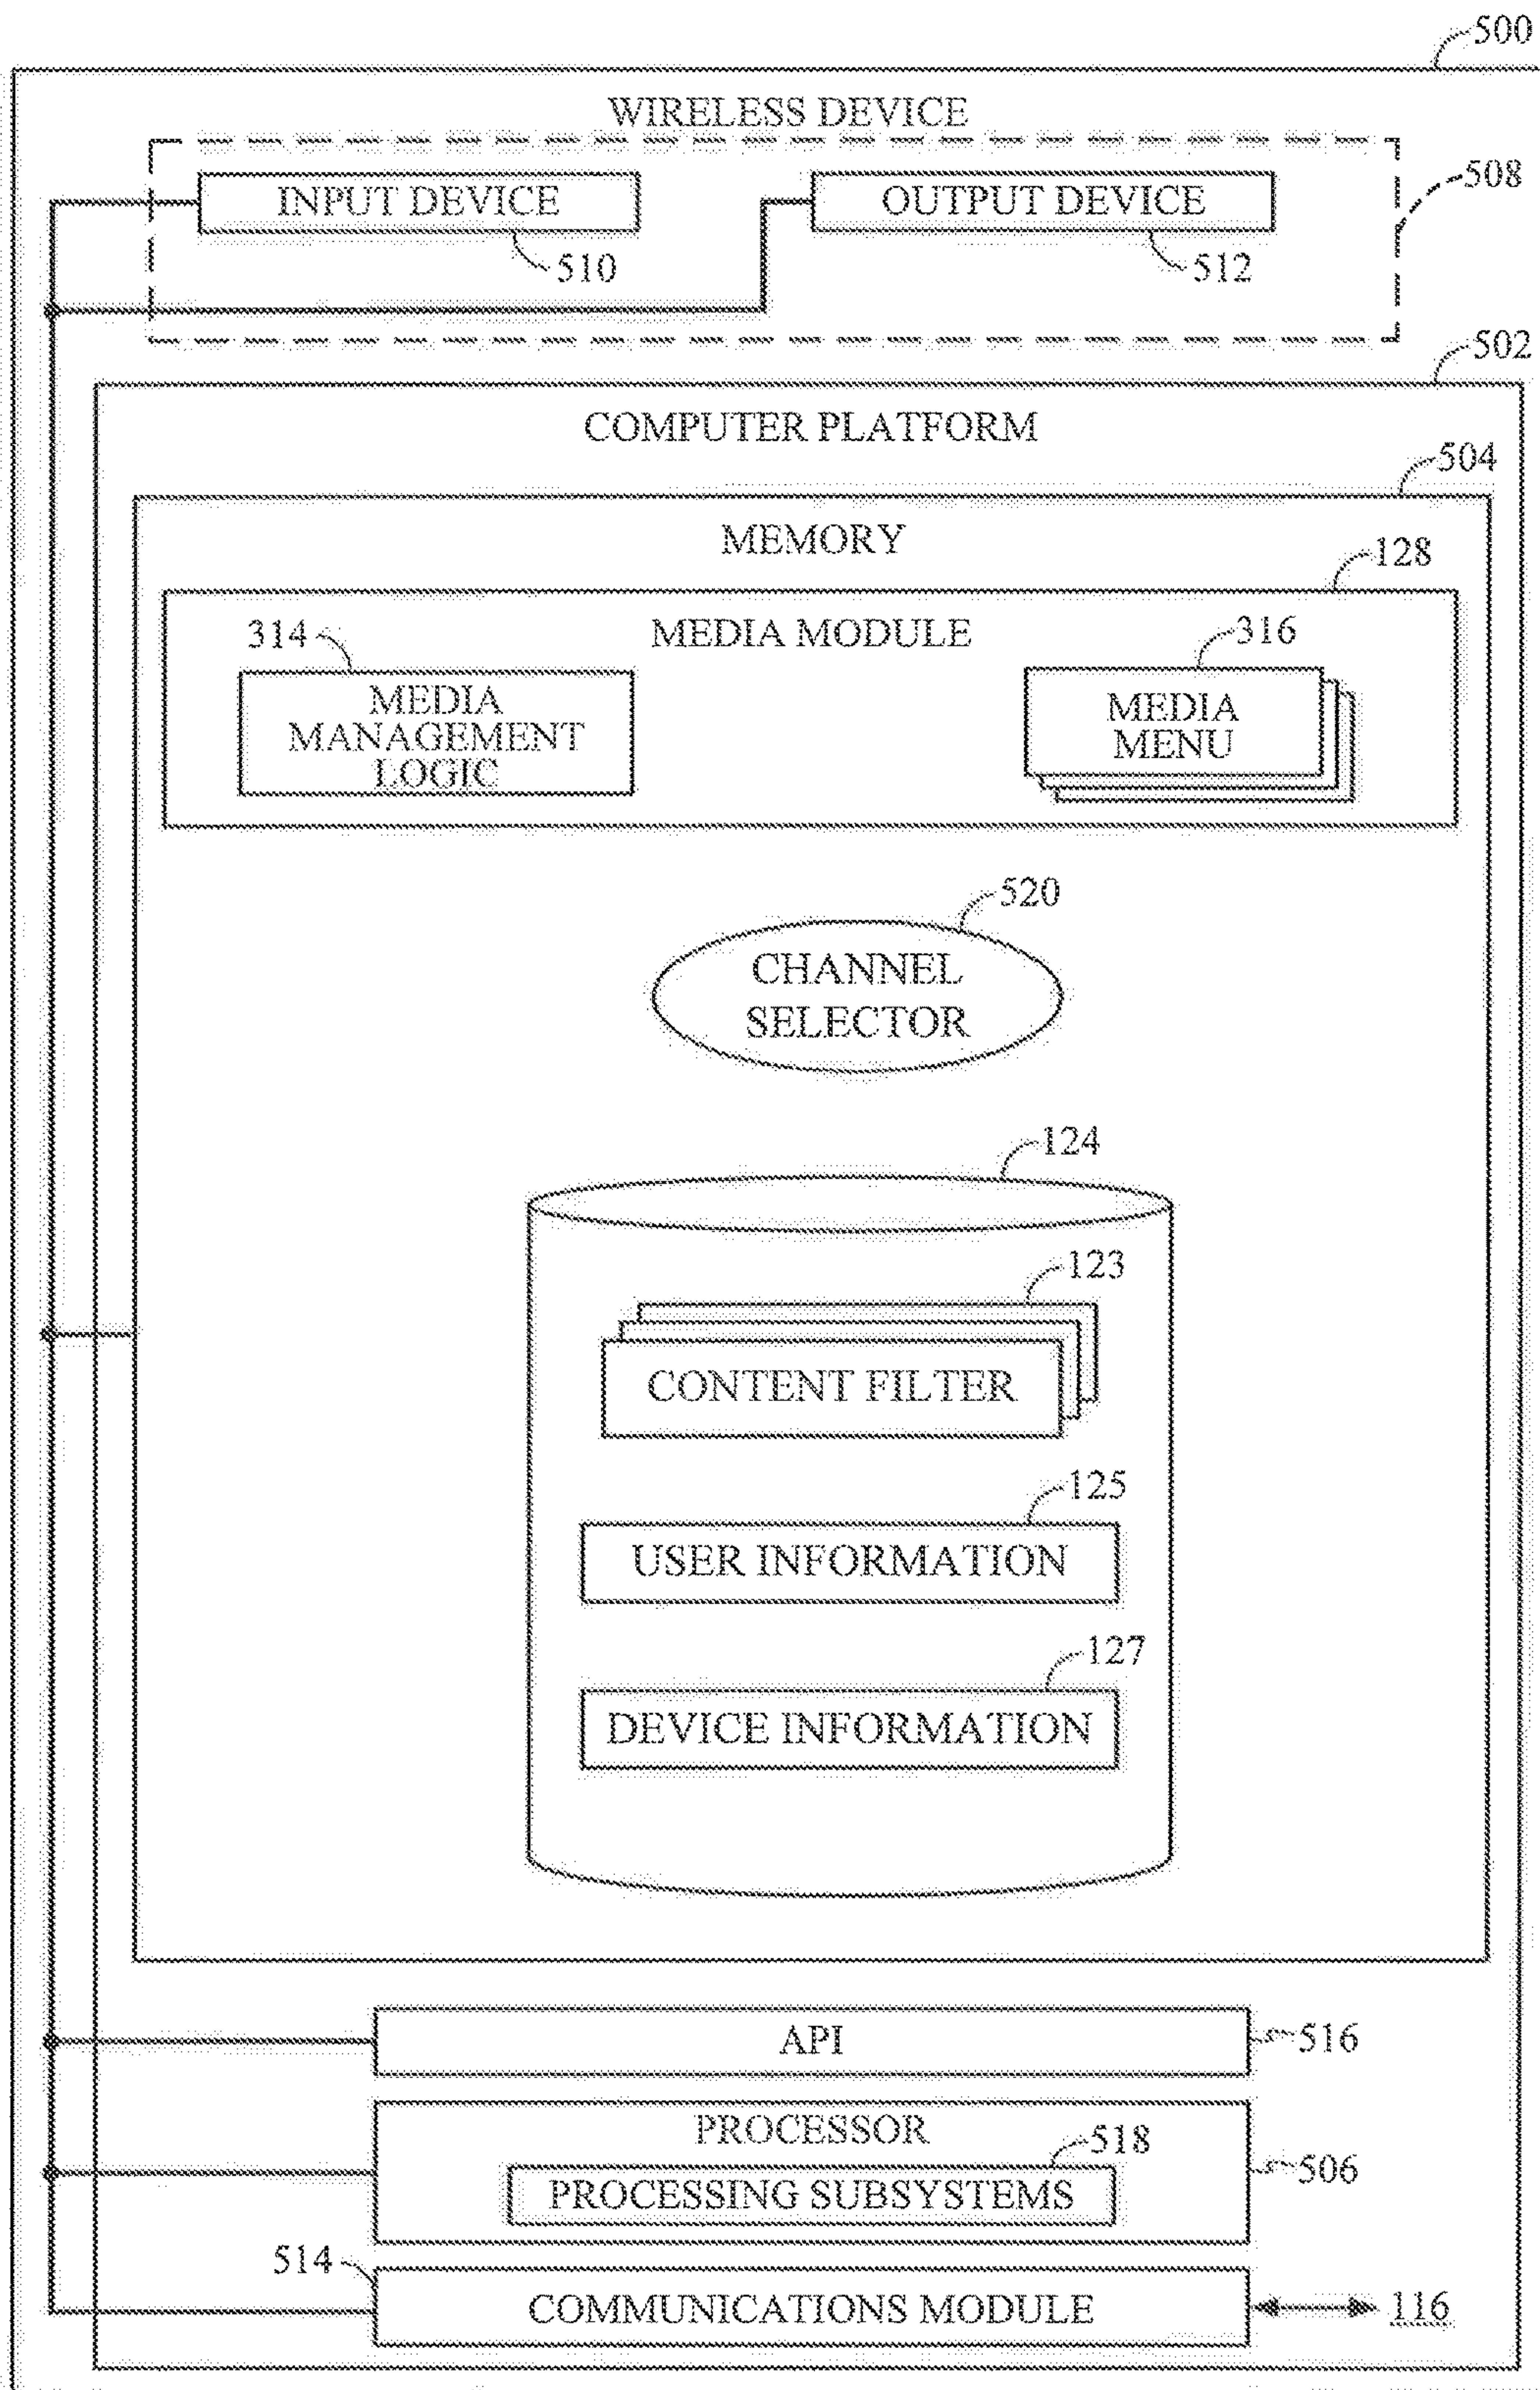 500
WIRELESS DEVICE
INPUT DEVICE
OUTPUT DEVICE
508
510
512
502
COMPUTER PLATFORM
504
MEMORY
128
314
MEDIA MODULE
316
MEDIA
MANAGEMENT
LOGIC
MEDIA
MENU
520
CHANNEL
SELECTOR
124
123
CONTENT FILTER
125
USER INFORMATION
127
DEVICE INFORMATION
API
516
PROCESSOR
518
506
PROCESSING SUBSYSTEMS
514
COMMUNICATIONS MODULE
116